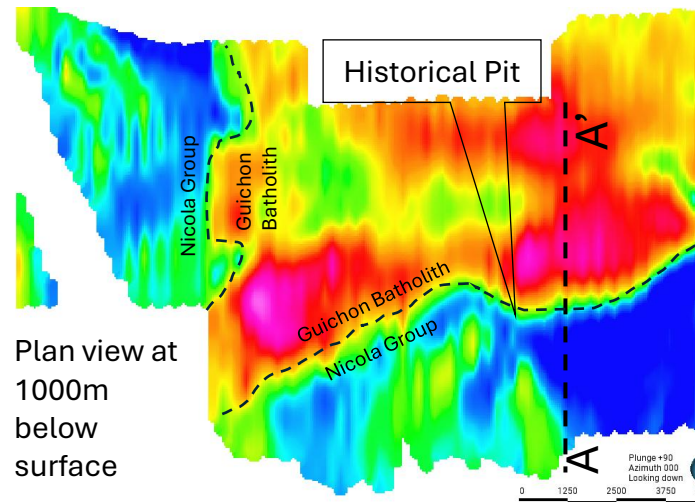 Historical Pit
A'
Nicola Group
Guichon
Batholith
Guichon Batholith
Nicola Group
Plan view at
1000m
below
surface
A
Plunge +90
Azimuth 000
Looking down
0 1250 2500 3750